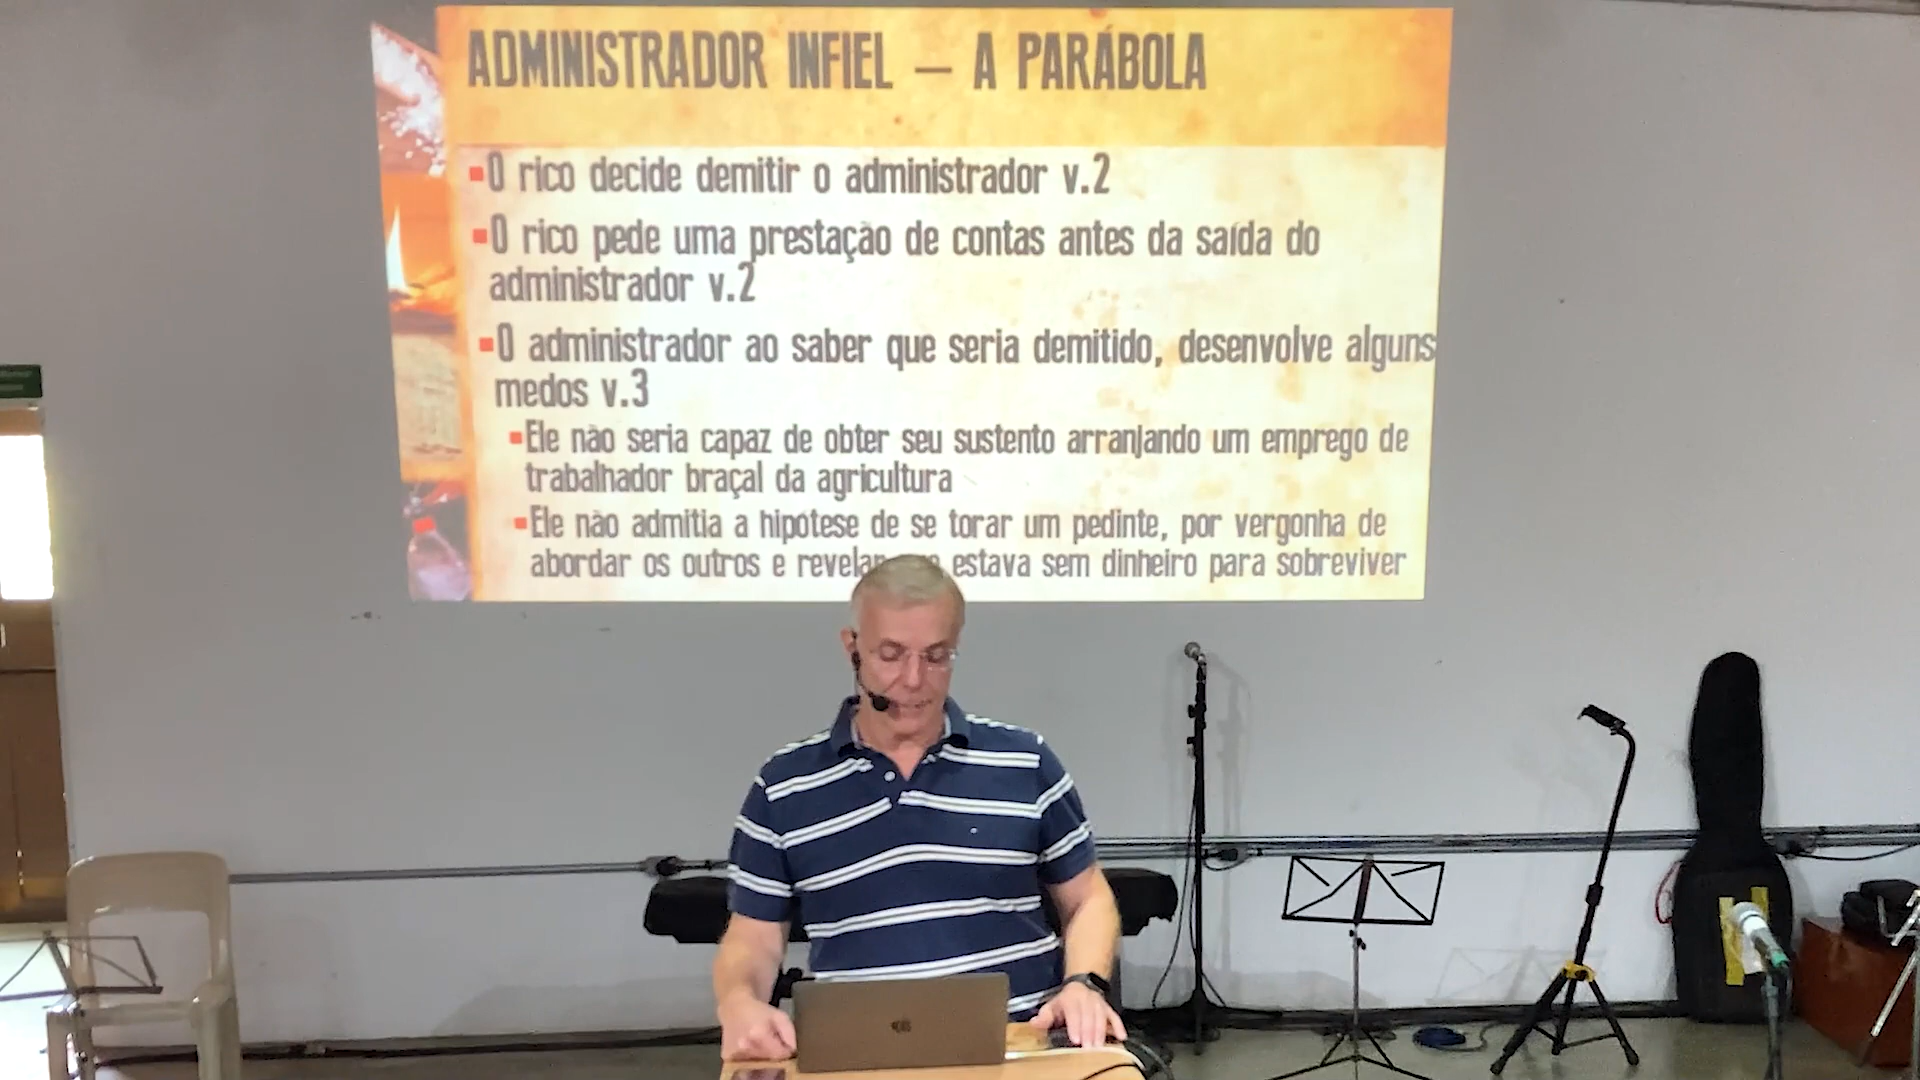 ADMINISTRADOR INFIEL – A PARÁBOLA
▪O rico decide demitir o administrador v.2
▪O rico pede uma prestação de contas antes da saída do
administrador v.2
▪O administrador ao saber que seria demitido, desenvolve alguns
medos v.3
▪Ele não seria capaz de obter seu sustento arranjando um emprego de
trabalhador braçal da agricultura
▪Ele não admitia a hipótese de se torar um pedinte, por vergonha de
abordar os outros e revelar estava sem dinheiro para sobreviver